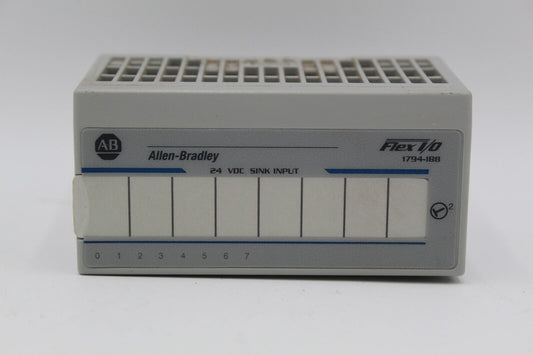 AB
Allen-Bradley
Flex I/O
1794-IB8
24 VDC SINK INPUT
2
0 1 2 3 4 5 6 7